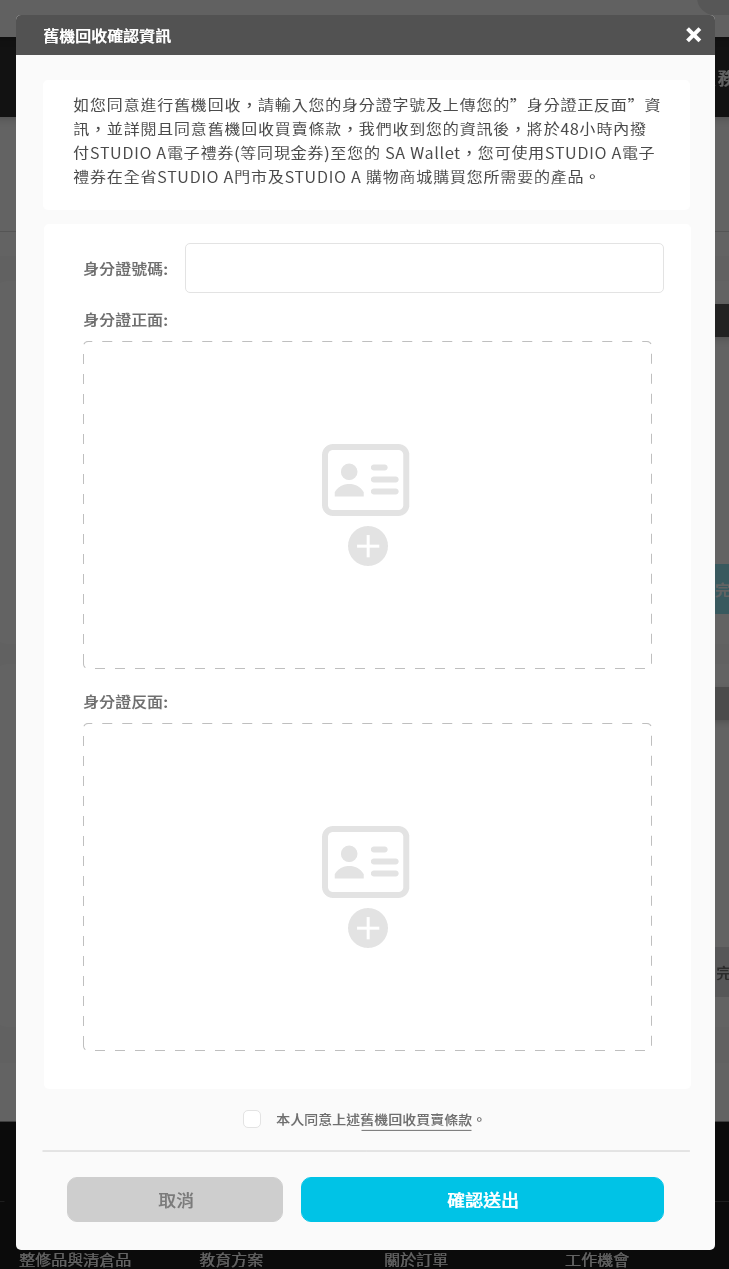 舊機回收確認資訊
務
如您同意進行舊機回收，請輸入您的身分證字號及上傳您的”身分證正反面”資
訊，並詳閱且同意舊機回收買賣條款，我們收到您的資訊後，將於48小時內撥
付STUDIO A電子禮券(等同現金券)至您的 SA Wallet，您可使用STUDIO A電子
禮券在全省STUDIO A門市及STUDIO A 購物商城購買您所需要的產品。
身分證號碼:
身分證正面:
完
身分證反面:
完
本人同意上述舊機回收買賣條款。
取消
確認送出
整修品與清倉品
教育方案
關於訂單
工作機會